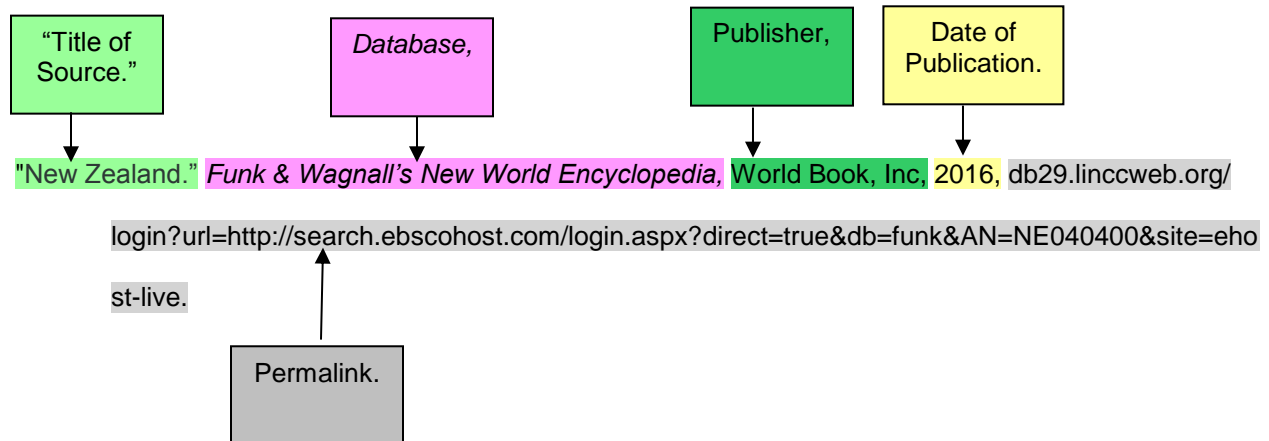 “Title of
Source.”
Database,
Publisher,
Date of
Publication.
"New Zealand.” Funk & Wagnall’s New World Encyclopedia, World Book, Inc, 2016, db29.linccweb.org/
login?url=http://search.ebscohost.com/login.aspx?direct=true&db=funk&AN=NE040400&site=eho
st-live.
Permalink.